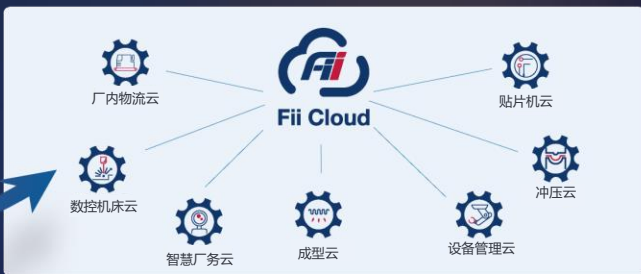 Fii
Fii Cloud
厂内物流云
贴片机云
数控机床云
冲压云
智慧厂务云
成型云
设备管理云